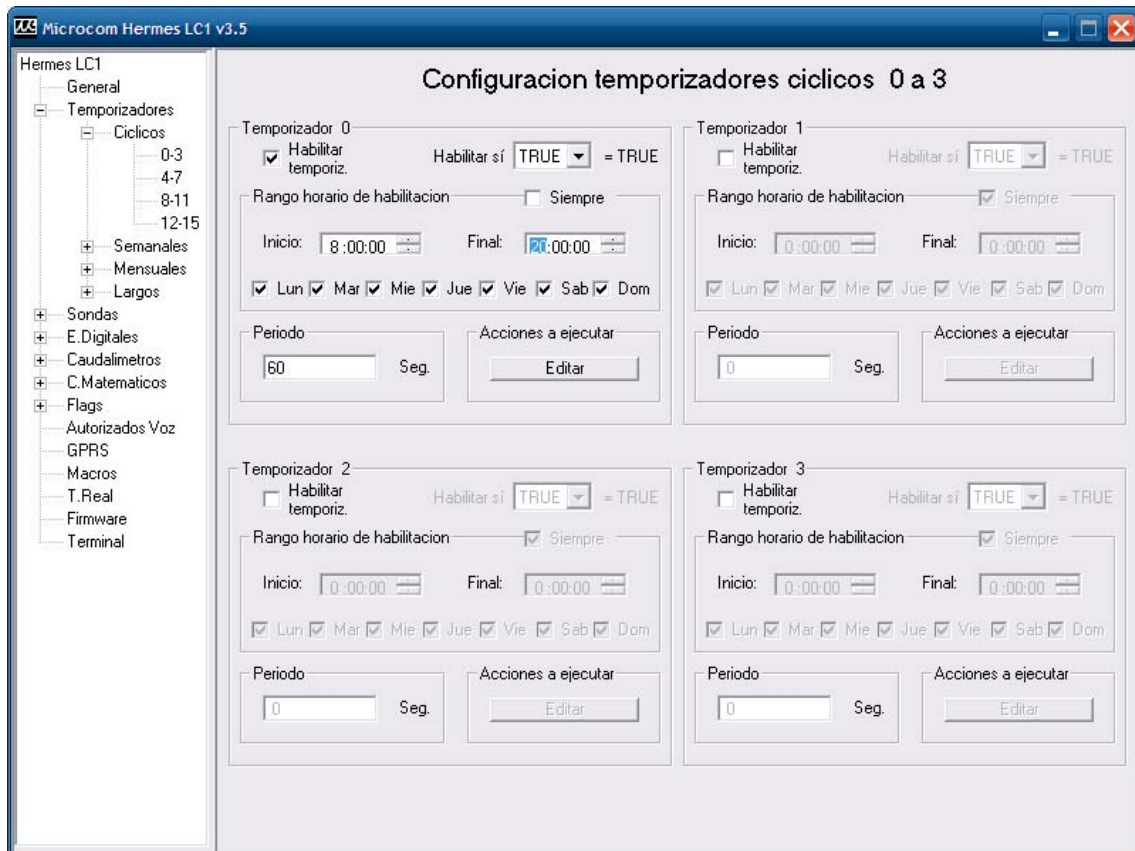 Microcom Hermes LC1 v3.5
Hermes LC1
General
Temporizadores
Ciclicos
0-3
4-7
8-11
12-15
Semanales
Mensuales
Largos
Sondas
E.Digitales
Caudalimetros
C.Matematicos
Flags
Autorizados Voz
GPRS
Macros
T.Real
Firmware
Terminal
Configuracion temporizadores ciclicos 0 a 3
Temporizador 0
Habilitar temporiz. Habilitar sí TRUE = TRUE
Rango horario de habilitacion Siempre
Inicio: 8:00:00 Final: 20:00:00
Lun Mar Mie Jue Vie Sab Dom
Periodo Acciones a ejecutar
60 Seg. Editar
Temporizador 1
Habilitar temporiz. Habilitar sí TRUE = TRUE
Rango horario de habilitacion Siempre
Inicio: 0:00:00 Final: 0:00:00
Lun Mar Mie Jue Vie Sab Dom
Periodo Acciones a ejecutar
0 Seg. Editar
Temporizador 2
Habilitar temporiz. Habilitar sí TRUE = TRUE
Rango horario de habilitacion Siempre
Inicio: 0:00:00 Final: 0:00:00
Lun Mar Mie Jue Vie Sab Dom
Periodo Acciones a ejecutar
0 Seg. Editar
Temporizador 3
Habilitar temporiz. Habilitar sí TRUE = TRUE
Rango horario de habilitacion Siempre
Inicio: 0:00:00 Final: 0:00:00
Lun Mar Mie Jue Vie Sab Dom
Periodo Acciones a ejecutar
0 Seg. Editar